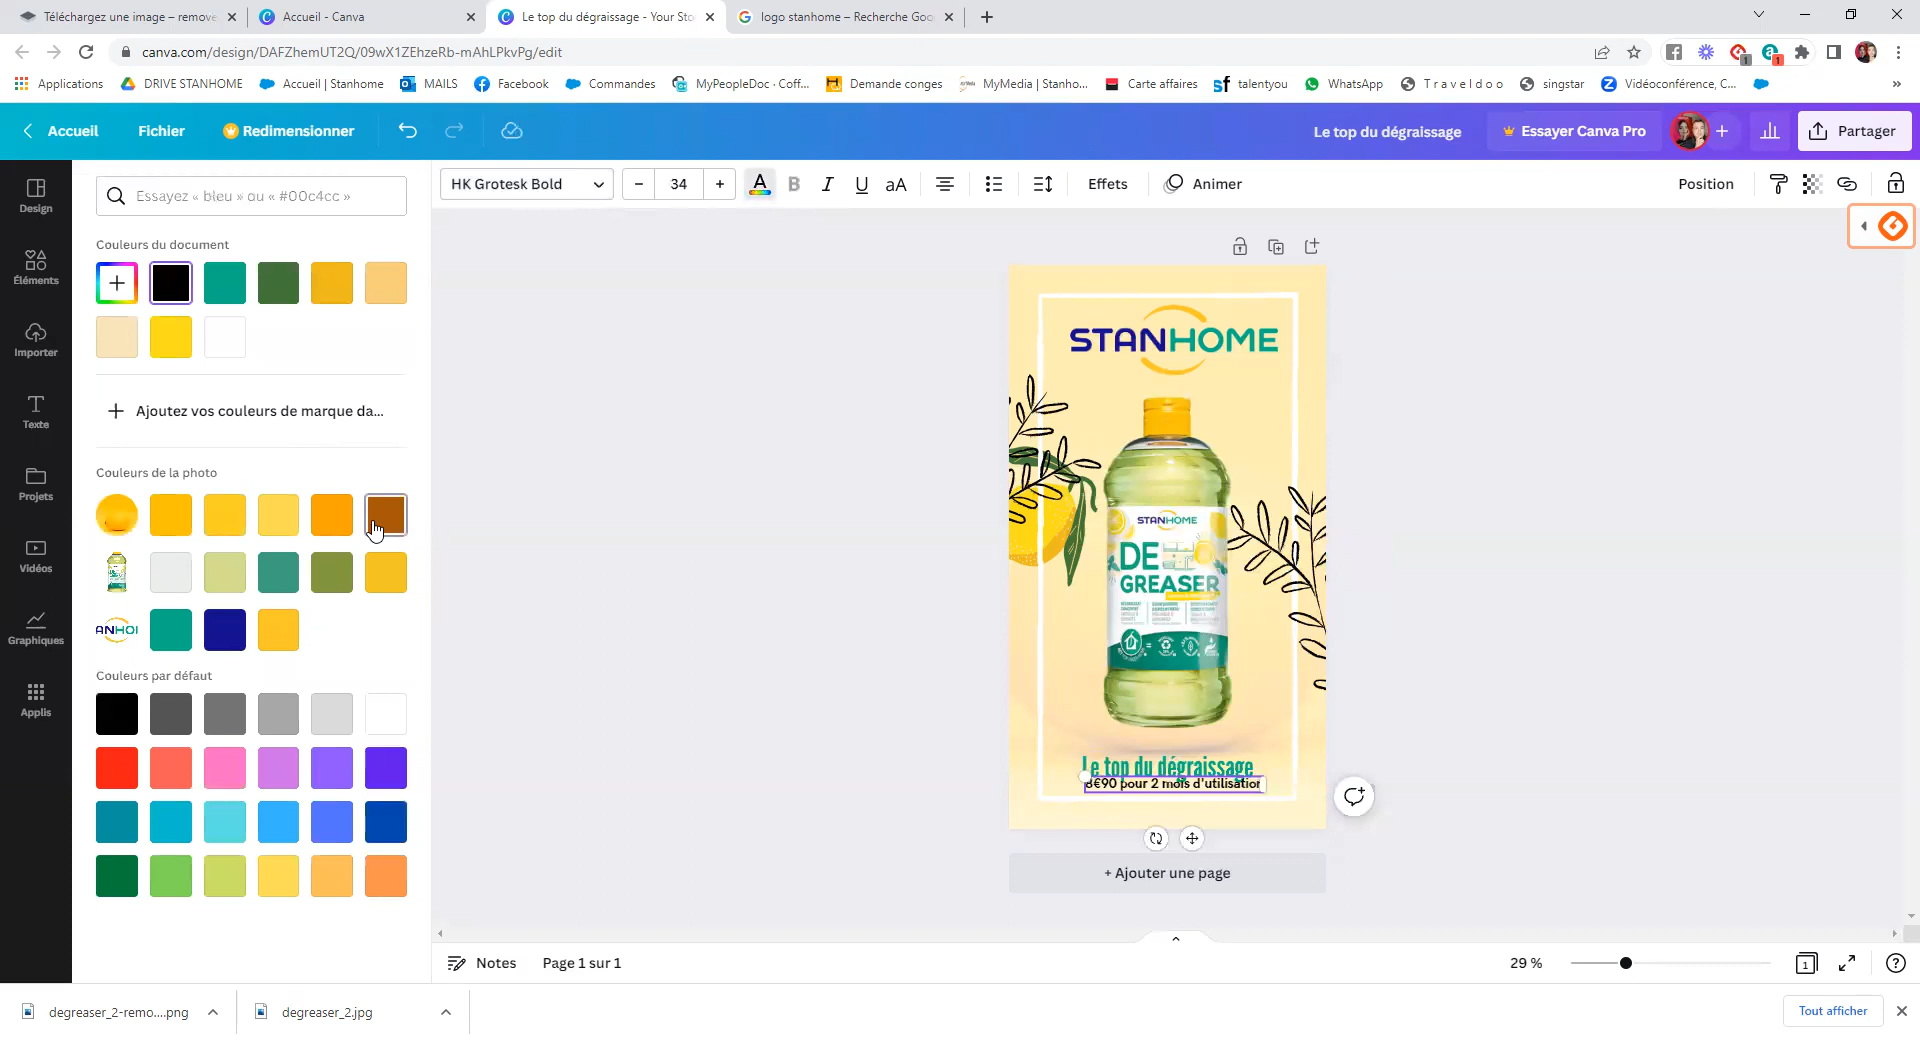 Téléchargez une image – remove
Accueil - Canva
Le top du dégraissage - Your Sto
logo stanhome – Recherche Goo
canva.com/design/DAFZhemUT2Q/09wX1ZEhzeRb-mAhLPkvPg/edit
Applications
DRIVE STANHOME
Accueil | Stanhome
MAILS
Facebook
Commandes
MyPeopleDoc - Coff...
Demande conges
MyMedia | Stanho...
Carte affaires
talentyou
WhatsApp
T r a v e l d o o
singstar
Vidéoconférence, C...
»
Accueil
Fichier
Redimensionner
Le top du dégraissage
Essayer Canva Pro
Partager
Design
Éléments
Importer
Texte
Projets
Vidéos
Graphiques
Applis
Essayez « bleu » ou « #00c4cc »
Couleurs du document
Ajoutez vos couleurs de marque da...
Couleurs de la photo
ANHOI
Couleurs par défaut
HK Grotesk Bold
– 34 +
A B I U aA
Effets
Animer
Position
STANHOME
STANHOME
DE
GREASER
Le top du dégraissage
8€90 pour 2 mois d'utilisation
+ Ajouter une page
Notes
Page 1 sur 1
29 %
1
degreaser_2-remo....png
degreaser_2.jpg
Tout afficher